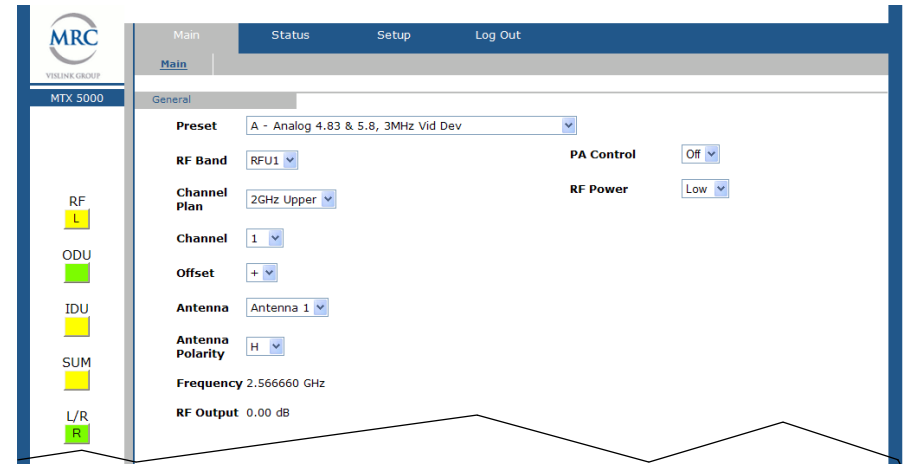 MRC
VISLINK GROUP
MTX 5000
RF
L
ODU
IDU
SUM
L/R
R
Main Status Setup Log Out
Main
General
Preset A - Analog 4.83 & 5.8, 3MHz Vid Dev
RF Band RFU1
PA Control Off
Channel Plan 2GHz Upper
RF Power Low
Channel 1
Offset +
Antenna Antenna 1
Antenna Polarity H
Frequency 2.566660 GHz
RF Output 0.00 dB